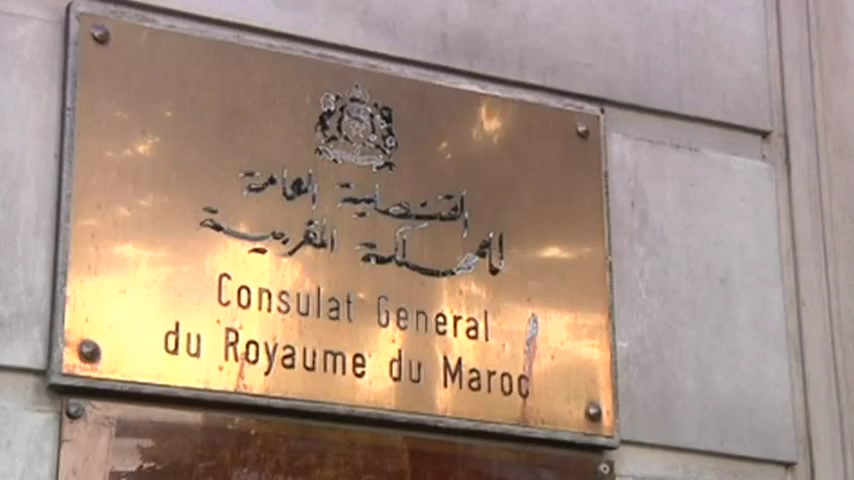 القنصلية العامة
للمملكة المغربية
Consulat General
du Royaume du Maroc